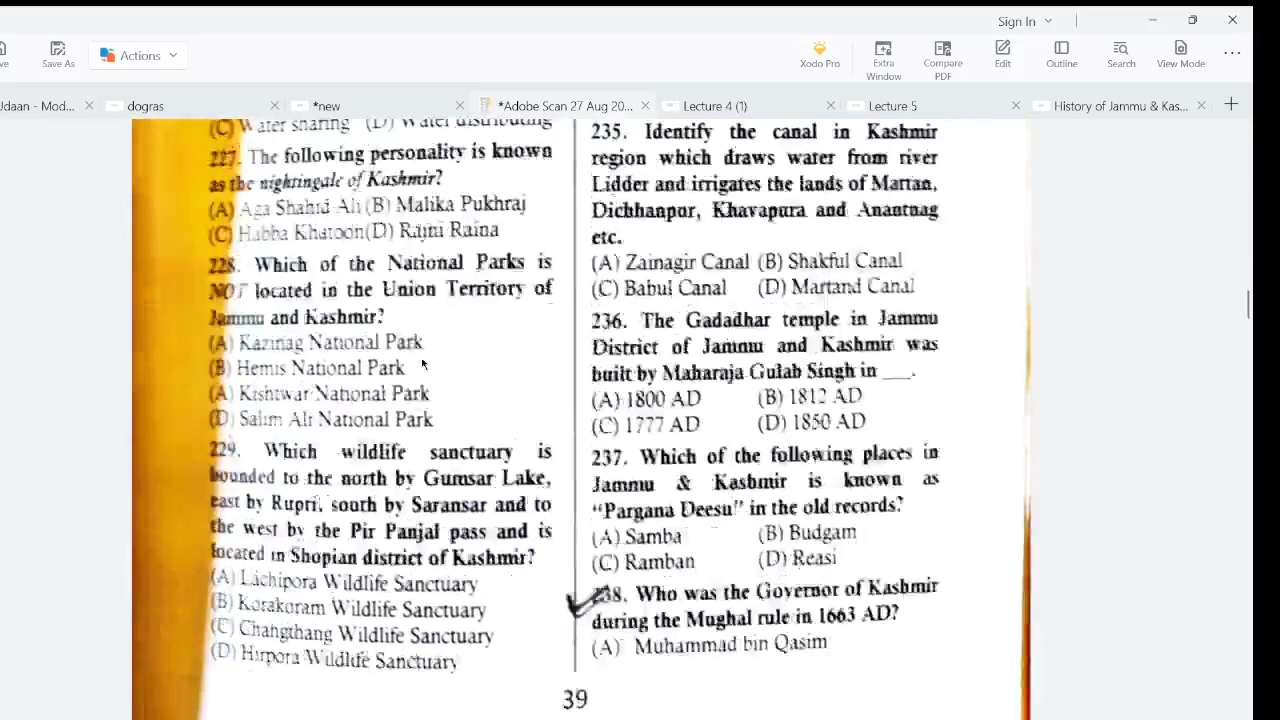 Sign In
ve
Save As
Actions
Xodo Pro
Extra Window
Compare PDF
Edit
Outline
Search
View Mode
Udaan - Mod...
dogras
*new
*Adobe Scan 27 Aug 20...
Lecture 4 (1)
Lecture 5
History of Jammu & Kas...
(C) Water sharing (D) Water distributing
227. The following personality is known
as the nightingale of Kashmir?
(A) Aga Shahid Ali (B) Malika Pukhraj
(C) Habba Khatoon (D) Rajni Raina
228. Which of the National Parks is
NOT located in the Union Territory of
Jammu and Kashmir?
(A) Kazinag National Park
(B) Hemis National Park
(A) Kishtwar National Park
(D) Salim Ali National Park
229. Which wildlife sanctuary is
bounded to the north by Gumsar Lake,
east by Rupri, south by Saransar and to
the west by the Pir Panjal pass and is
located in Shopian district of Kashmir?
(A) Lachipora Wildlife Sanctuary
(B) Korakoram Wildlife Sanctuary
(C) Changthang Wildlife Sanctuary
(D) Hirpora Wildlife Sanctuary
235. Identify the canal in Kashmir
region which draws water from river
Lidder and irrigates the lands of Martan,
Dichhanpur, Khavapura and Anantnag
etc.
(A) Zainagir Canal (B) Shakful Canal
(C) Babul Canal (D) Martand Canal
236. The Gadadhar temple in Jammu
District of Jammu and Kashmir was
built by Maharaja Gulab Singh in ___.
(A) 1800 AD (B) 1812 AD
(C) 1777 AD (D) 1850 AD
237. Which of the following places in
Jammu & Kashmir is known as
"Pargana Deesu" in the old records?
(A) Samba (B) Budgam
(C) Ramban (D) Reasi
238. Who was the Governor of Kashmir
during the Mughal rule in 1663 AD?
(A) Muhammad bin Qasim
39